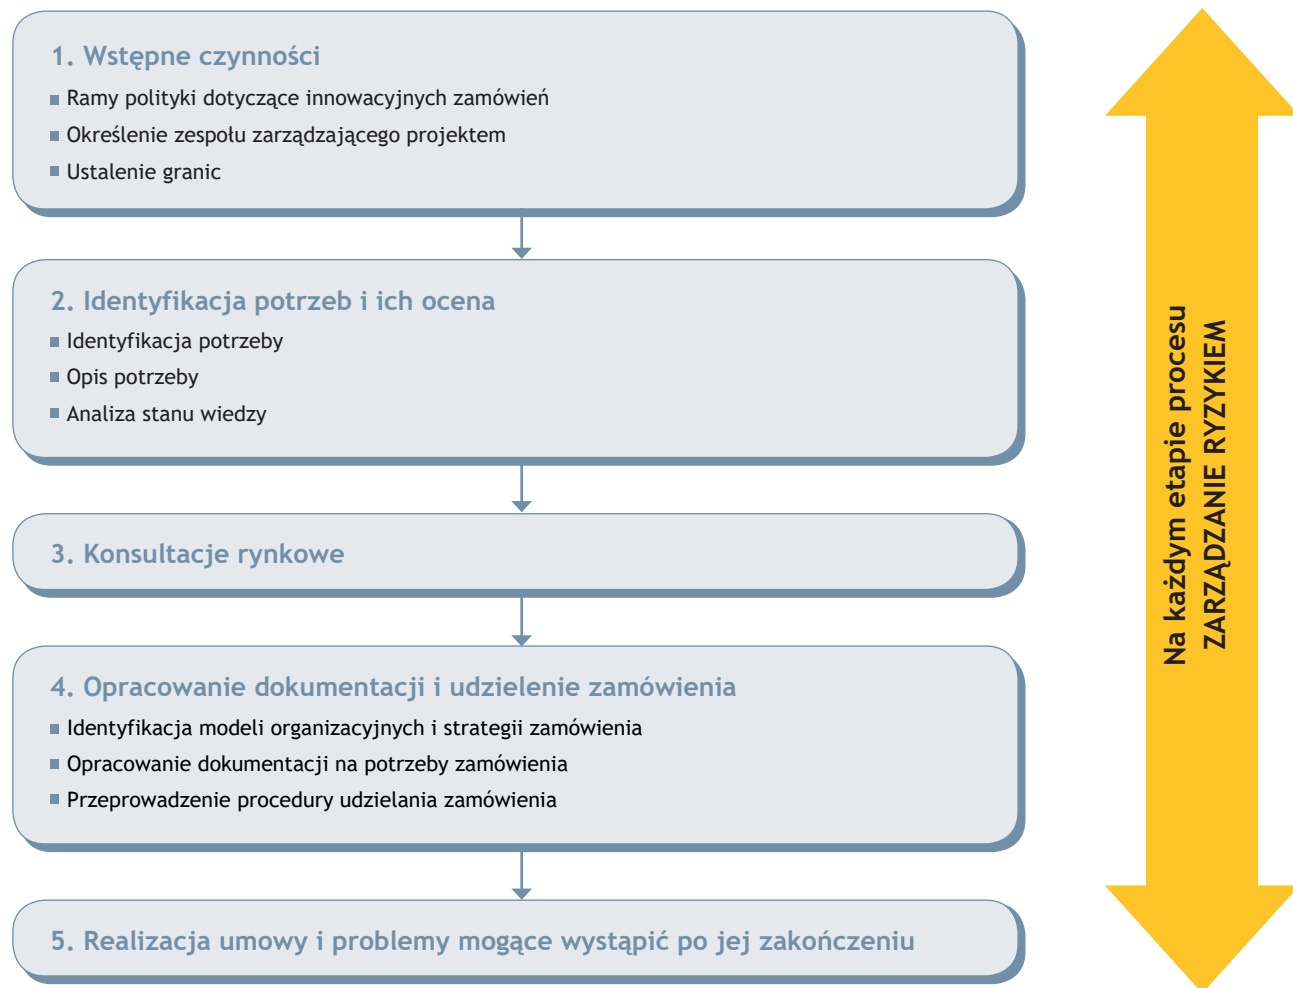 1. Wstępne czynności
Ramy polityki dotyczące innowacyjnych zamówień
Określenie zespołu zarządzającego projektem
Ustalenie granic
2. Identyfikacja potrzeb i ich ocena
Identyfikacja potrzeby
Opis potrzeby
Analiza stanu wiedzy
3. Konsultacje rynkowe
4. Opracowanie dokumentacji i udzielenie zamówienia
Identyfikacja modeli organizacyjnych i strategii zamówienia
Opracowanie dokumentacji na potrzeby zamówienia
Przeprowadzenie procedury udzielania zamówienia
5. Realizacja umowy i problemy mogące wystąpić po jej zakończeniu
Na każdym etapie procesu
ZARZĄDZANIE RYZYKIEM